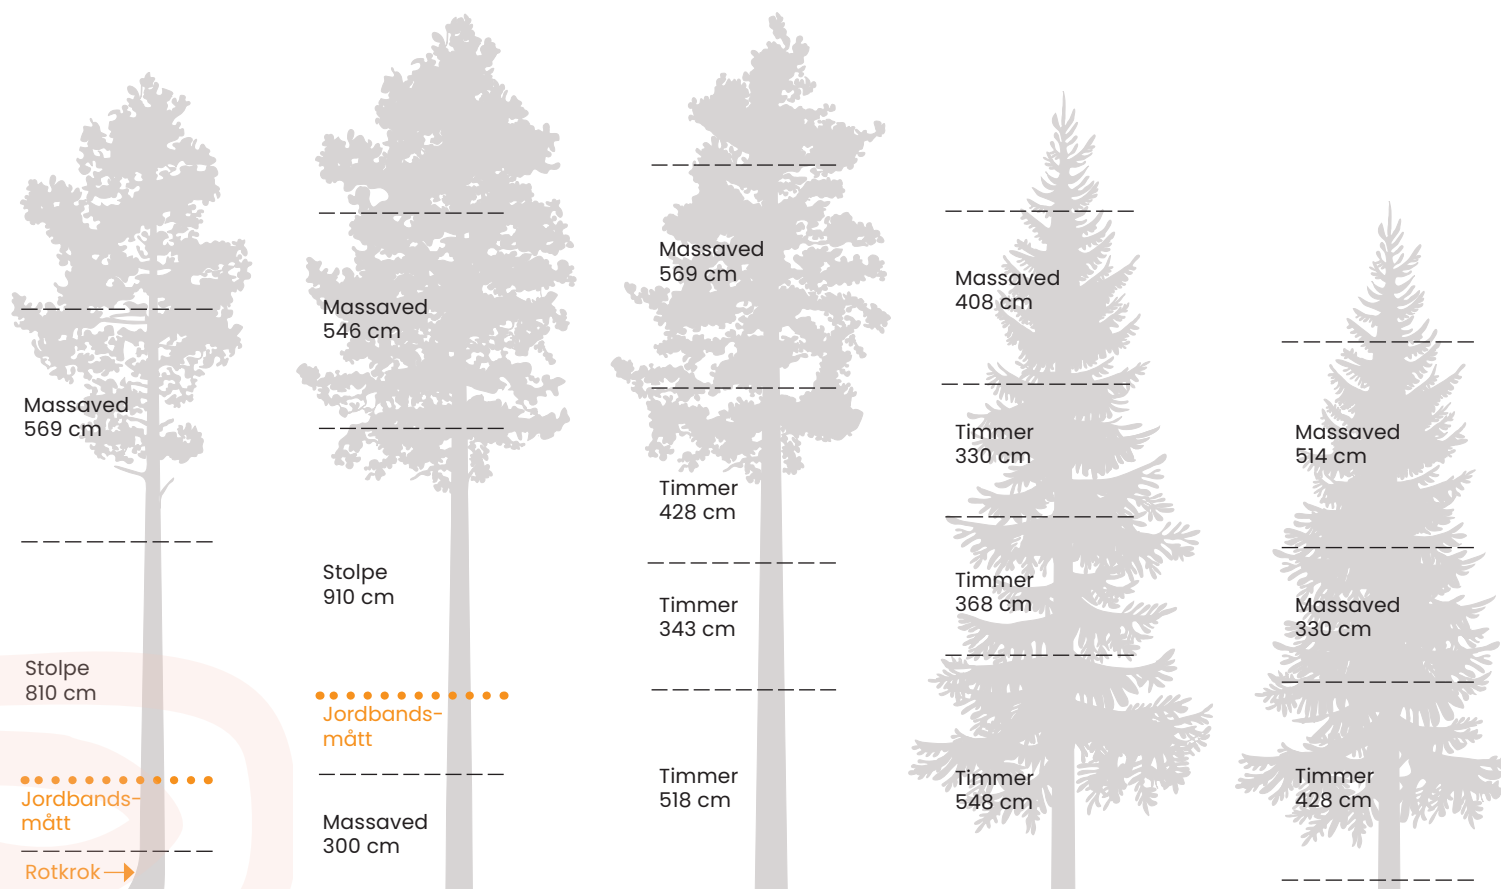 Massaved
569 cm
Stolpe
810 cm
Jordbands-
mått
Rotkrok
Massaved
546 cm
Stolpe
910 cm
Jordbands-
mått
Massaved
300 cm
Massaved
569 cm
Timmer
428 cm
Timmer
343 cm
Timmer
518 cm
Massaved
408 cm
Timmer
330 cm
Timmer
368 cm
Timmer
548 cm
Massaved
514 cm
Massaved
330 cm
Timmer
428 cm